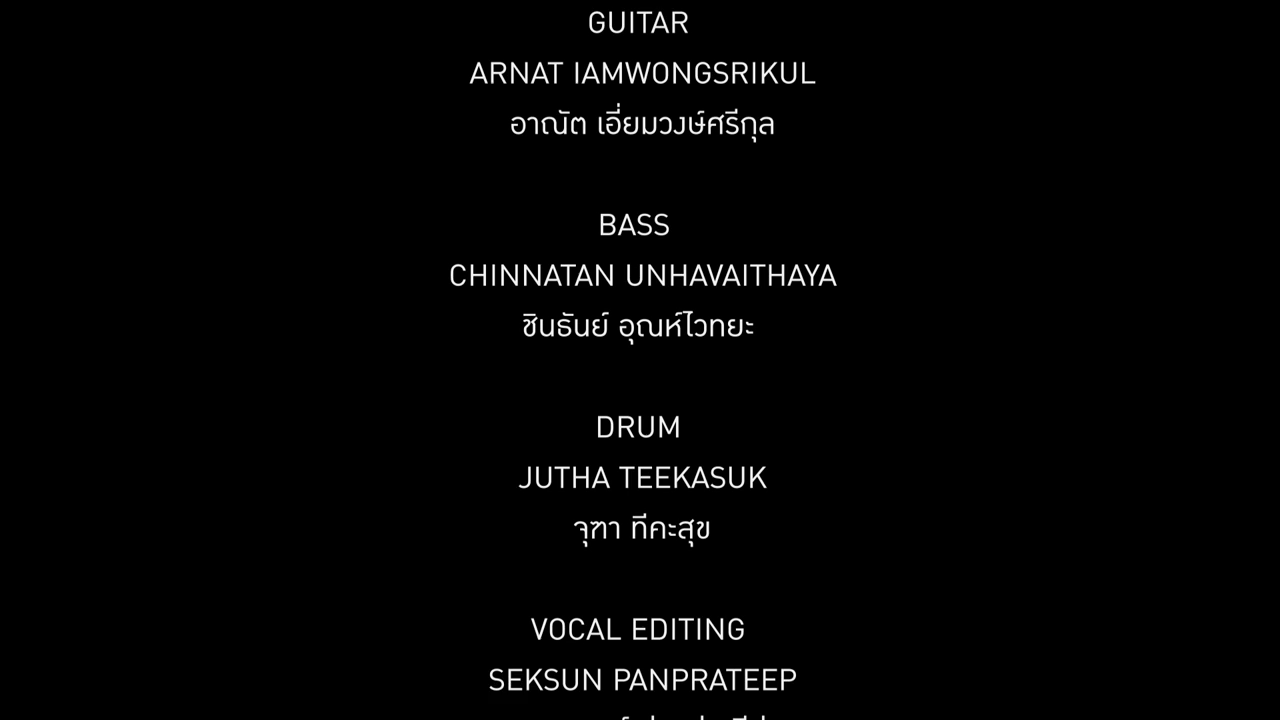 GUITAR
ARNAT IAMWONGSRIKUL
อาณัต เอี่ยมวงษ์ศรีกุล
BASS
CHINNATAN UNHAVAITHAYA
ชินธันย์ อุณห์ไวทยะ
DRUM
JUTHA TEEKASUK
จุฑา ทีคะสุข
VOCAL EDITING
SEKSUN PANPRATEEP